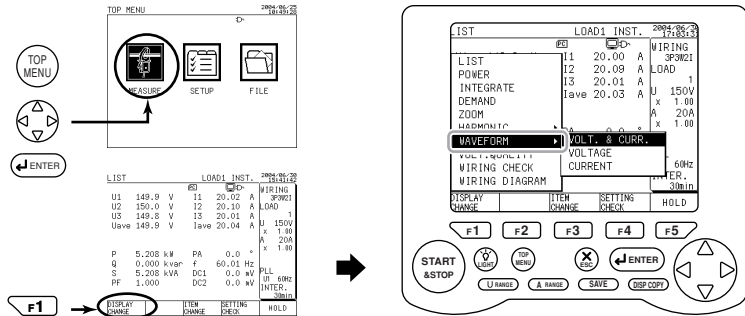 TOP MENU
2004/06/25
10:49:28
TOP
MENU
MEASURE
SETUP
FILE
ENTER
LIST
LOAD1 INST.
2004/06/30
15:41:42
PC
U1 149.9 V I1 20.02 A
U2 150.0 V I2 20.10 A
U3 149.8 V I3 20.01 A
Uave 149.9 V Iave 20.04 A
P 5.208 kW PA 0.0 °
Q 0.000 kvar f 60.01 Hz
S 5.208 kVA DC1 0.0 mV
PF 1.000 DC2 0.0 mV
WIRING
3P3W2I
LOAD
1
U 150V
x 1.00
A 20A
x 1.00
PLL
U1 60Hz
INTER.
30min
F1
DISPLAY
CHANGE
ITEM
CHANGE
SETTING
CHECK
HOLD
LIST
LOAD1 INST.
2004/06/30
PC
I1 20.00 A
I2 20.09 A
I3 20.01 A
Iave 20.03 A
LIST
POWER
INTEGRATE
DEMAND
ZOOM
HARMONIC
WAVEFORM
VOLT.QUALITY
WIRING CHECK
WIRING DIAGRAM
VOLT. & CURR.
VOLTAGE
CURRENT
WIRING
3P3W2I
LOAD
1
U 150V
x 1.00
A 20A
x 1.00
60Hz
INTER.
30min
DISPLAY
CHANGE
ITEM
CHANGE
SETTING
CHECK
HOLD
F1
F2
F3
F4
F5
START
&STOP
LIGHT
TOP
MENU
ESC
ENTER
U RANGE
A RANGE
SAVE
DISP COPY